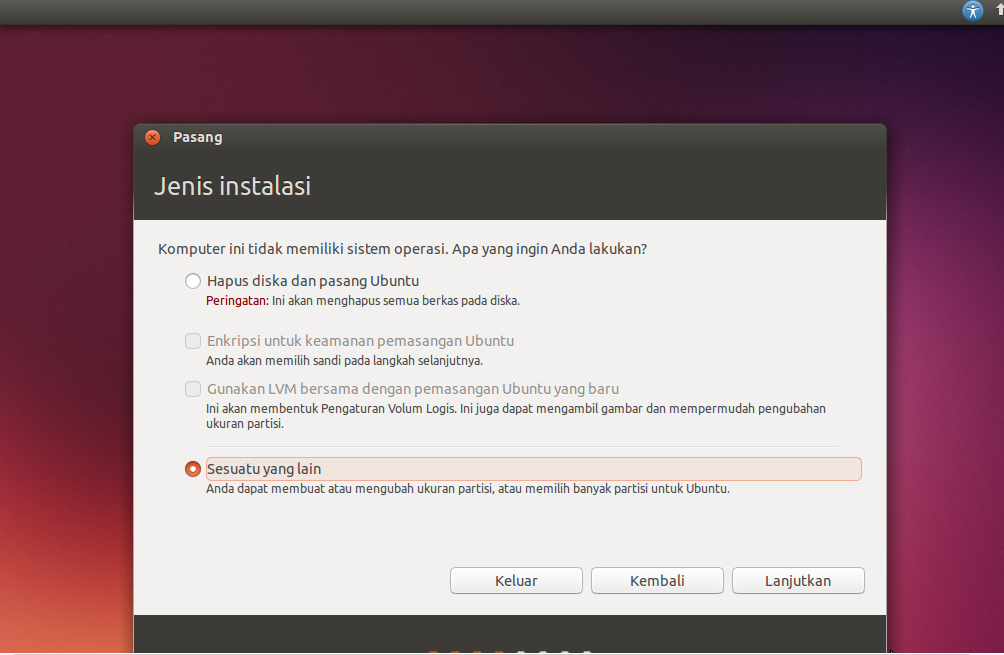 Pasang
Jenis instalasi
Komputer ini tidak memiliki sistem operasi. Apa yang ingin Anda lakukan?
Hapus diska dan pasang Ubuntu
Peringatan: Ini akan menghapus semua berkas pada diska.
Enkripsi untuk keamanan pemasangan Ubuntu
Anda akan memilih sandi pada langkah selanjutnya.
Gunakan LVM bersama dengan pemasangan Ubuntu yang baru
Ini akan membentuk Pengaturan Volum Logis. Ini juga dapat mengambil gambar dan mempermudah pengubahan
ukuran partisi.
Sesuatu yang lain
Anda dapat membuat atau mengubah ukuran partisi, atau memilih banyak partisi untuk Ubuntu.
Keluar Kembali Lanjutkan